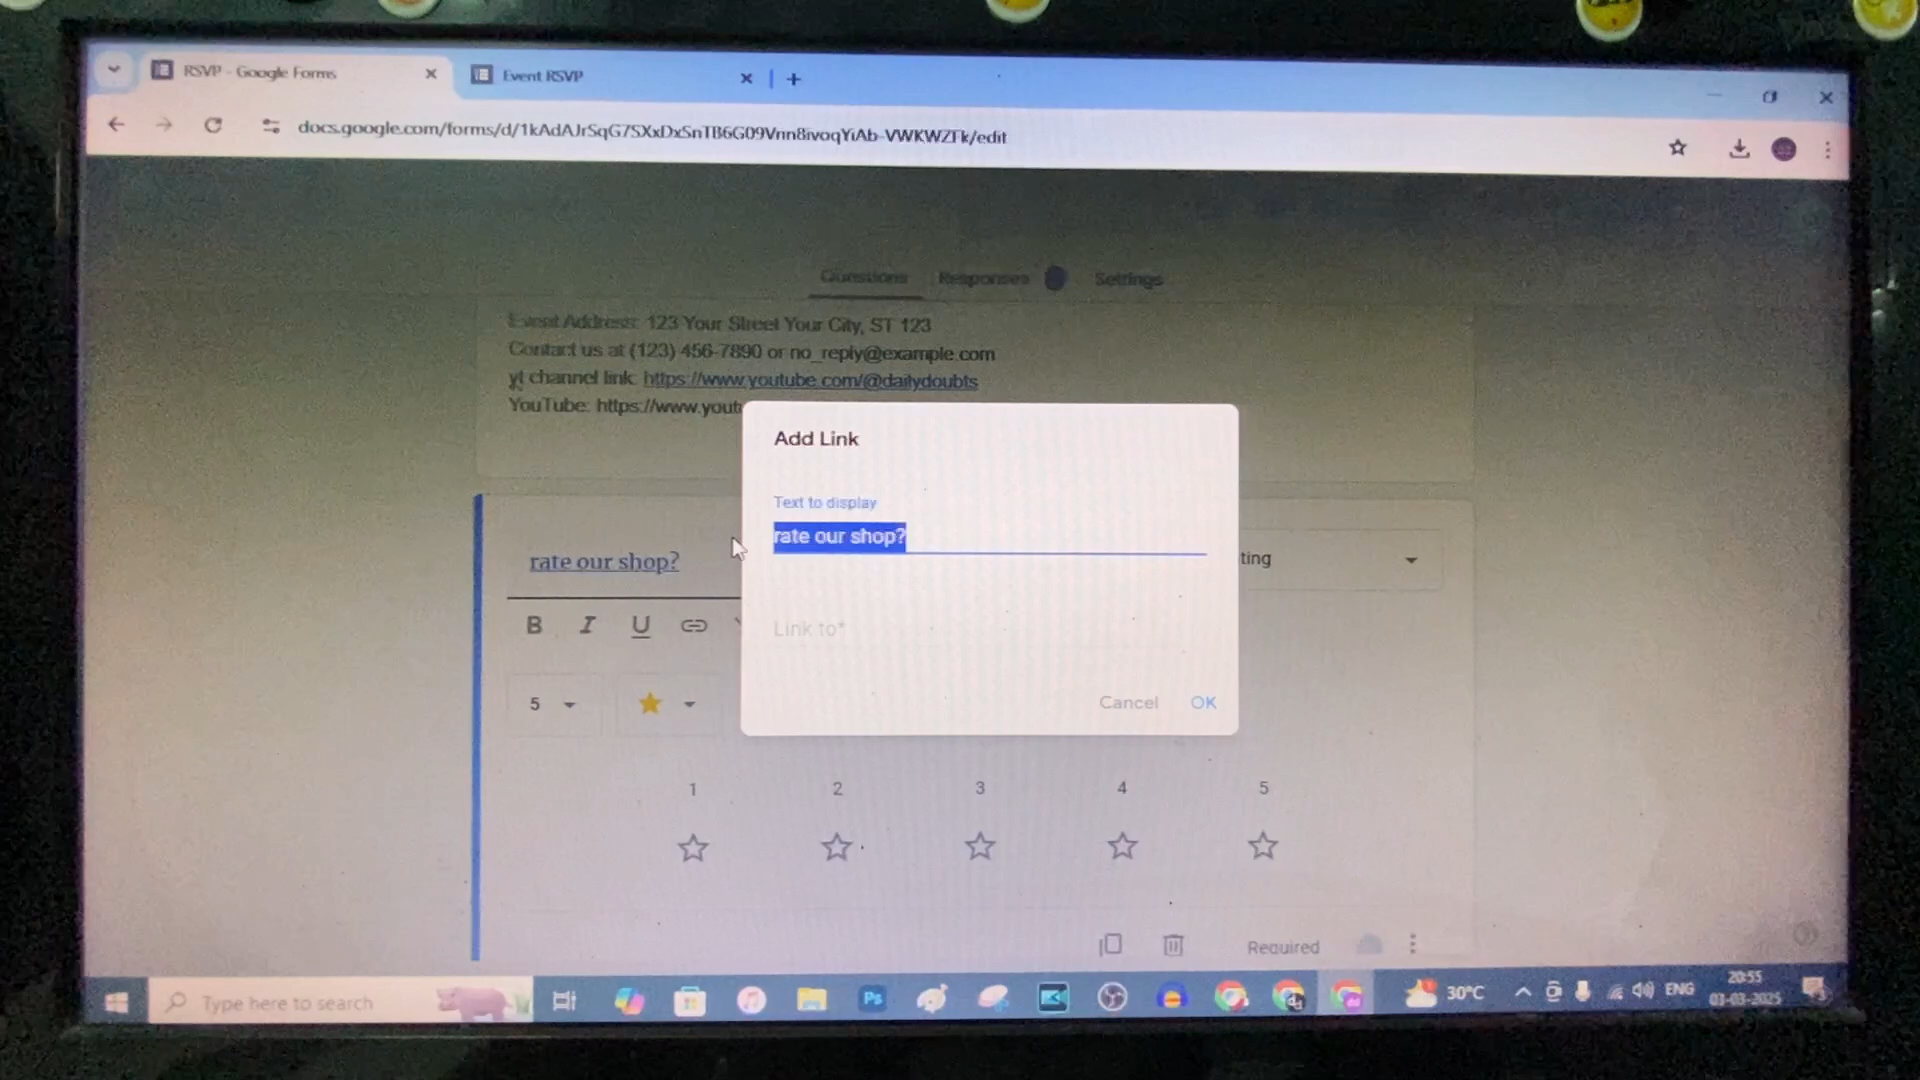 RSVP - Google Forms
Event RSVP
docs.google.com/forms/d/1kAdAJrSqG7SXxDxSnTB6G09Vnn8ivoqYiAb-VWKWZFk/edit
Questions Responses Settings
Event Address: 123 Your Street Your City, ST 123
Contact us at (123) 456-7890 or no_reply@example.com
yt channel link: https://www.youtube.com/@dailydoubts
YouTube: https://www.yout
Add Link
Text to display
rate our shop?
rate our shop?
ting
B I U
Link to*
5
Cancel OK
1 2 3 4 5
Required
Type here to search
Ps
30°C
ENG
20:55
03-03-2025